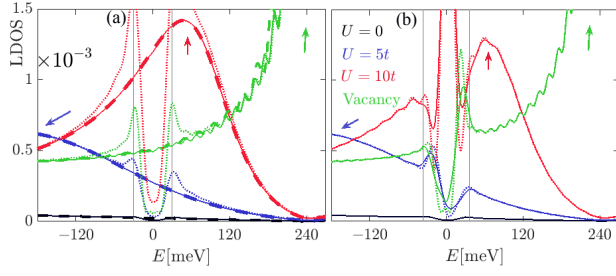 (a)
(b)
LDOS
×10⁻³
1.5
1
0.5
0
U = 0
U = 5t
U = 10t
Vacancy
−120 0 120 240
−120 0 120 240
E[meV]
E[meV]